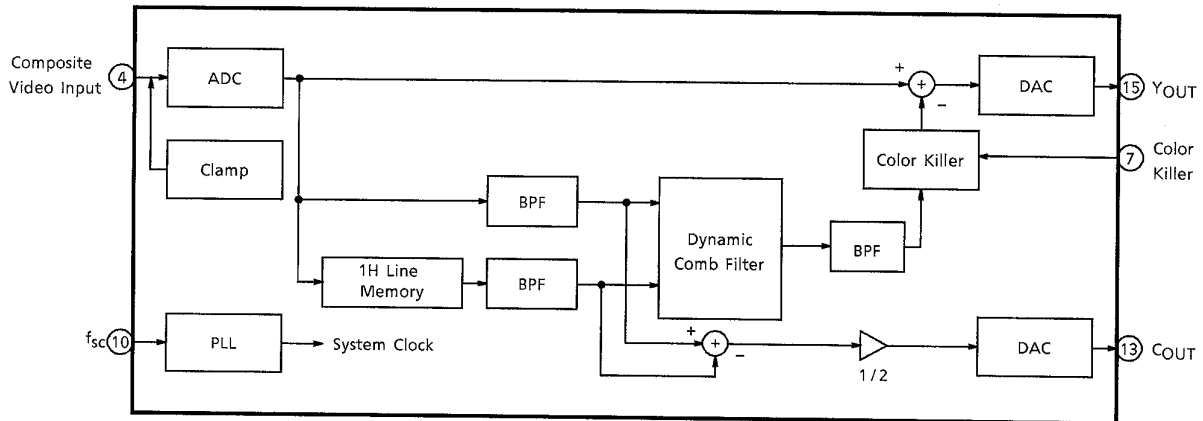 Composite
Video Input
4
ADC
Clamp
+
+
−
DAC
15
YOUT
Color Killer
7
Color
Killer
BPF
1H Line
Memory
BPF
Dynamic
Comb Filter
BPF
fsc
10
PLL
System Clock
+
+
−
1/2
DAC
13
COUT